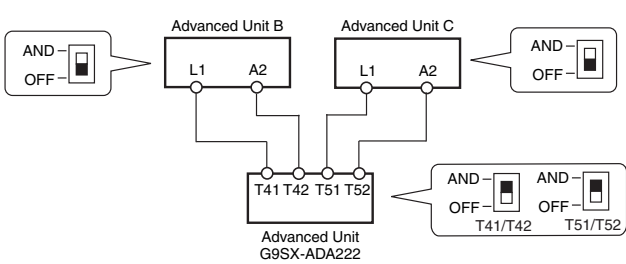 Advanced Unit B
Advanced Unit C
AND
OFF
L1 A2
L1 A2
AND
OFF
T41 T42 T51 T52
AND
OFF
T41/T42
AND
OFF
T51/T52
Advanced Unit
G9SX-ADA222